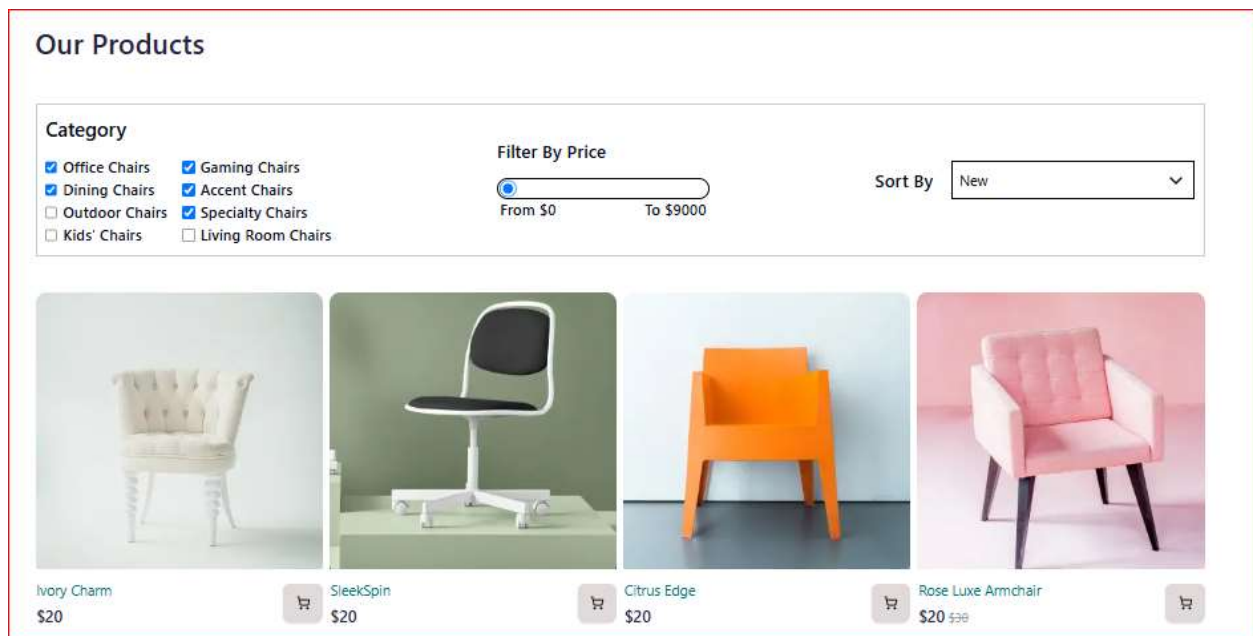 Our Products
Category
Office Chairs
Gaming Chairs
Dining Chairs
Accent Chairs
Outdoor Chairs
Specialty Chairs
Kids' Chairs
Living Room Chairs
Filter By Price
From $0
To $9000
Sort By
New
Ivory Charm
$20
SleekSpin
$20
Citrus Edge
$20
Rose Luxe Armchair
$20 $30